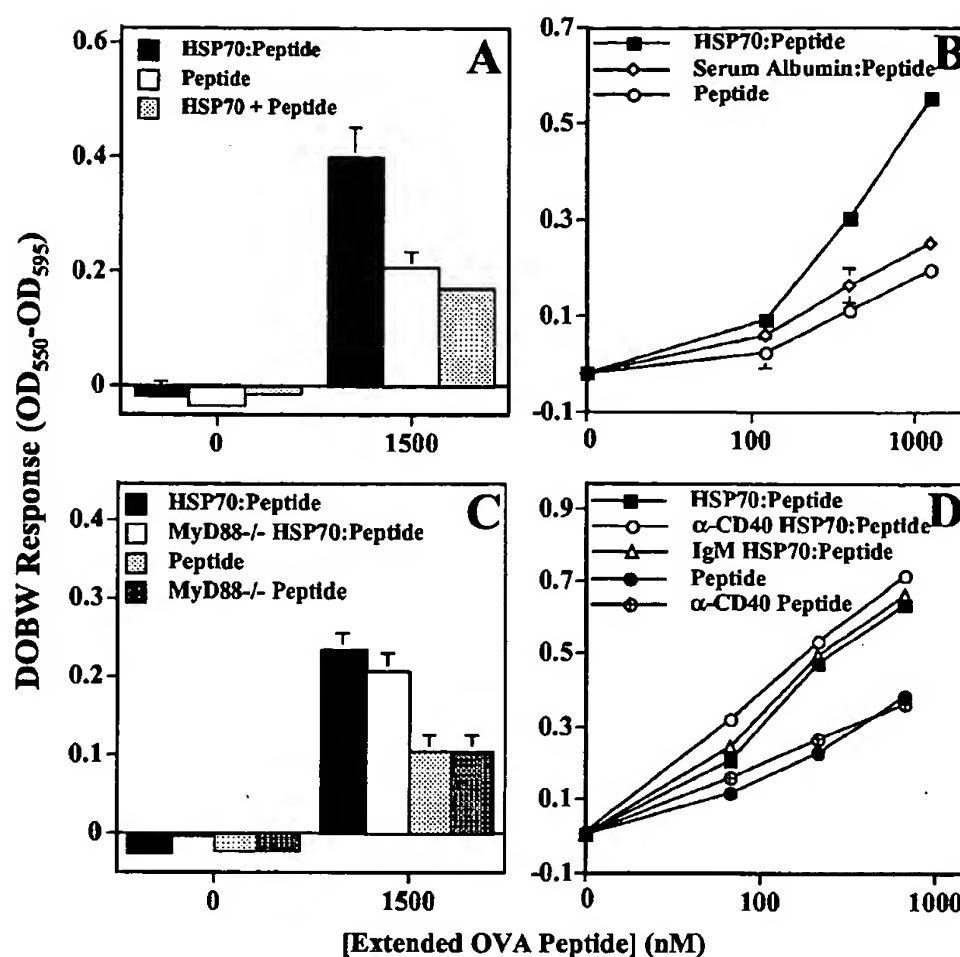 DOBW Response (OD550-OD595)
A
0.6
0.4
0.2
0
HSP70:Peptide
Peptide
HSP70 + Peptide
0
1500
B
0.7
0.5
0.3
0.1
-0.1
HSP70:Peptide
Serum Albumin:Peptide
Peptide
0
100
1000
C
0.4
0.3
0.2
0.1
0
HSP70:Peptide
MyD88-/- HSP70:Peptide
Peptide
MyD88-/- Peptide
0
1500
D
0.9
0.7
0.5
0.3
0.1
-0.1
HSP70:Peptide
α-CD40 HSP70:Peptide
IgM HSP70:Peptide
Peptide
α-CD40 Peptide
0
100
1000
[Extended OVA Peptide] (nM)